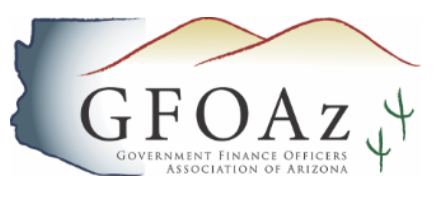 GFOAz
GOVERNMENT FINANCE OFFICERS
ASSOCIATION OF ARIZONA